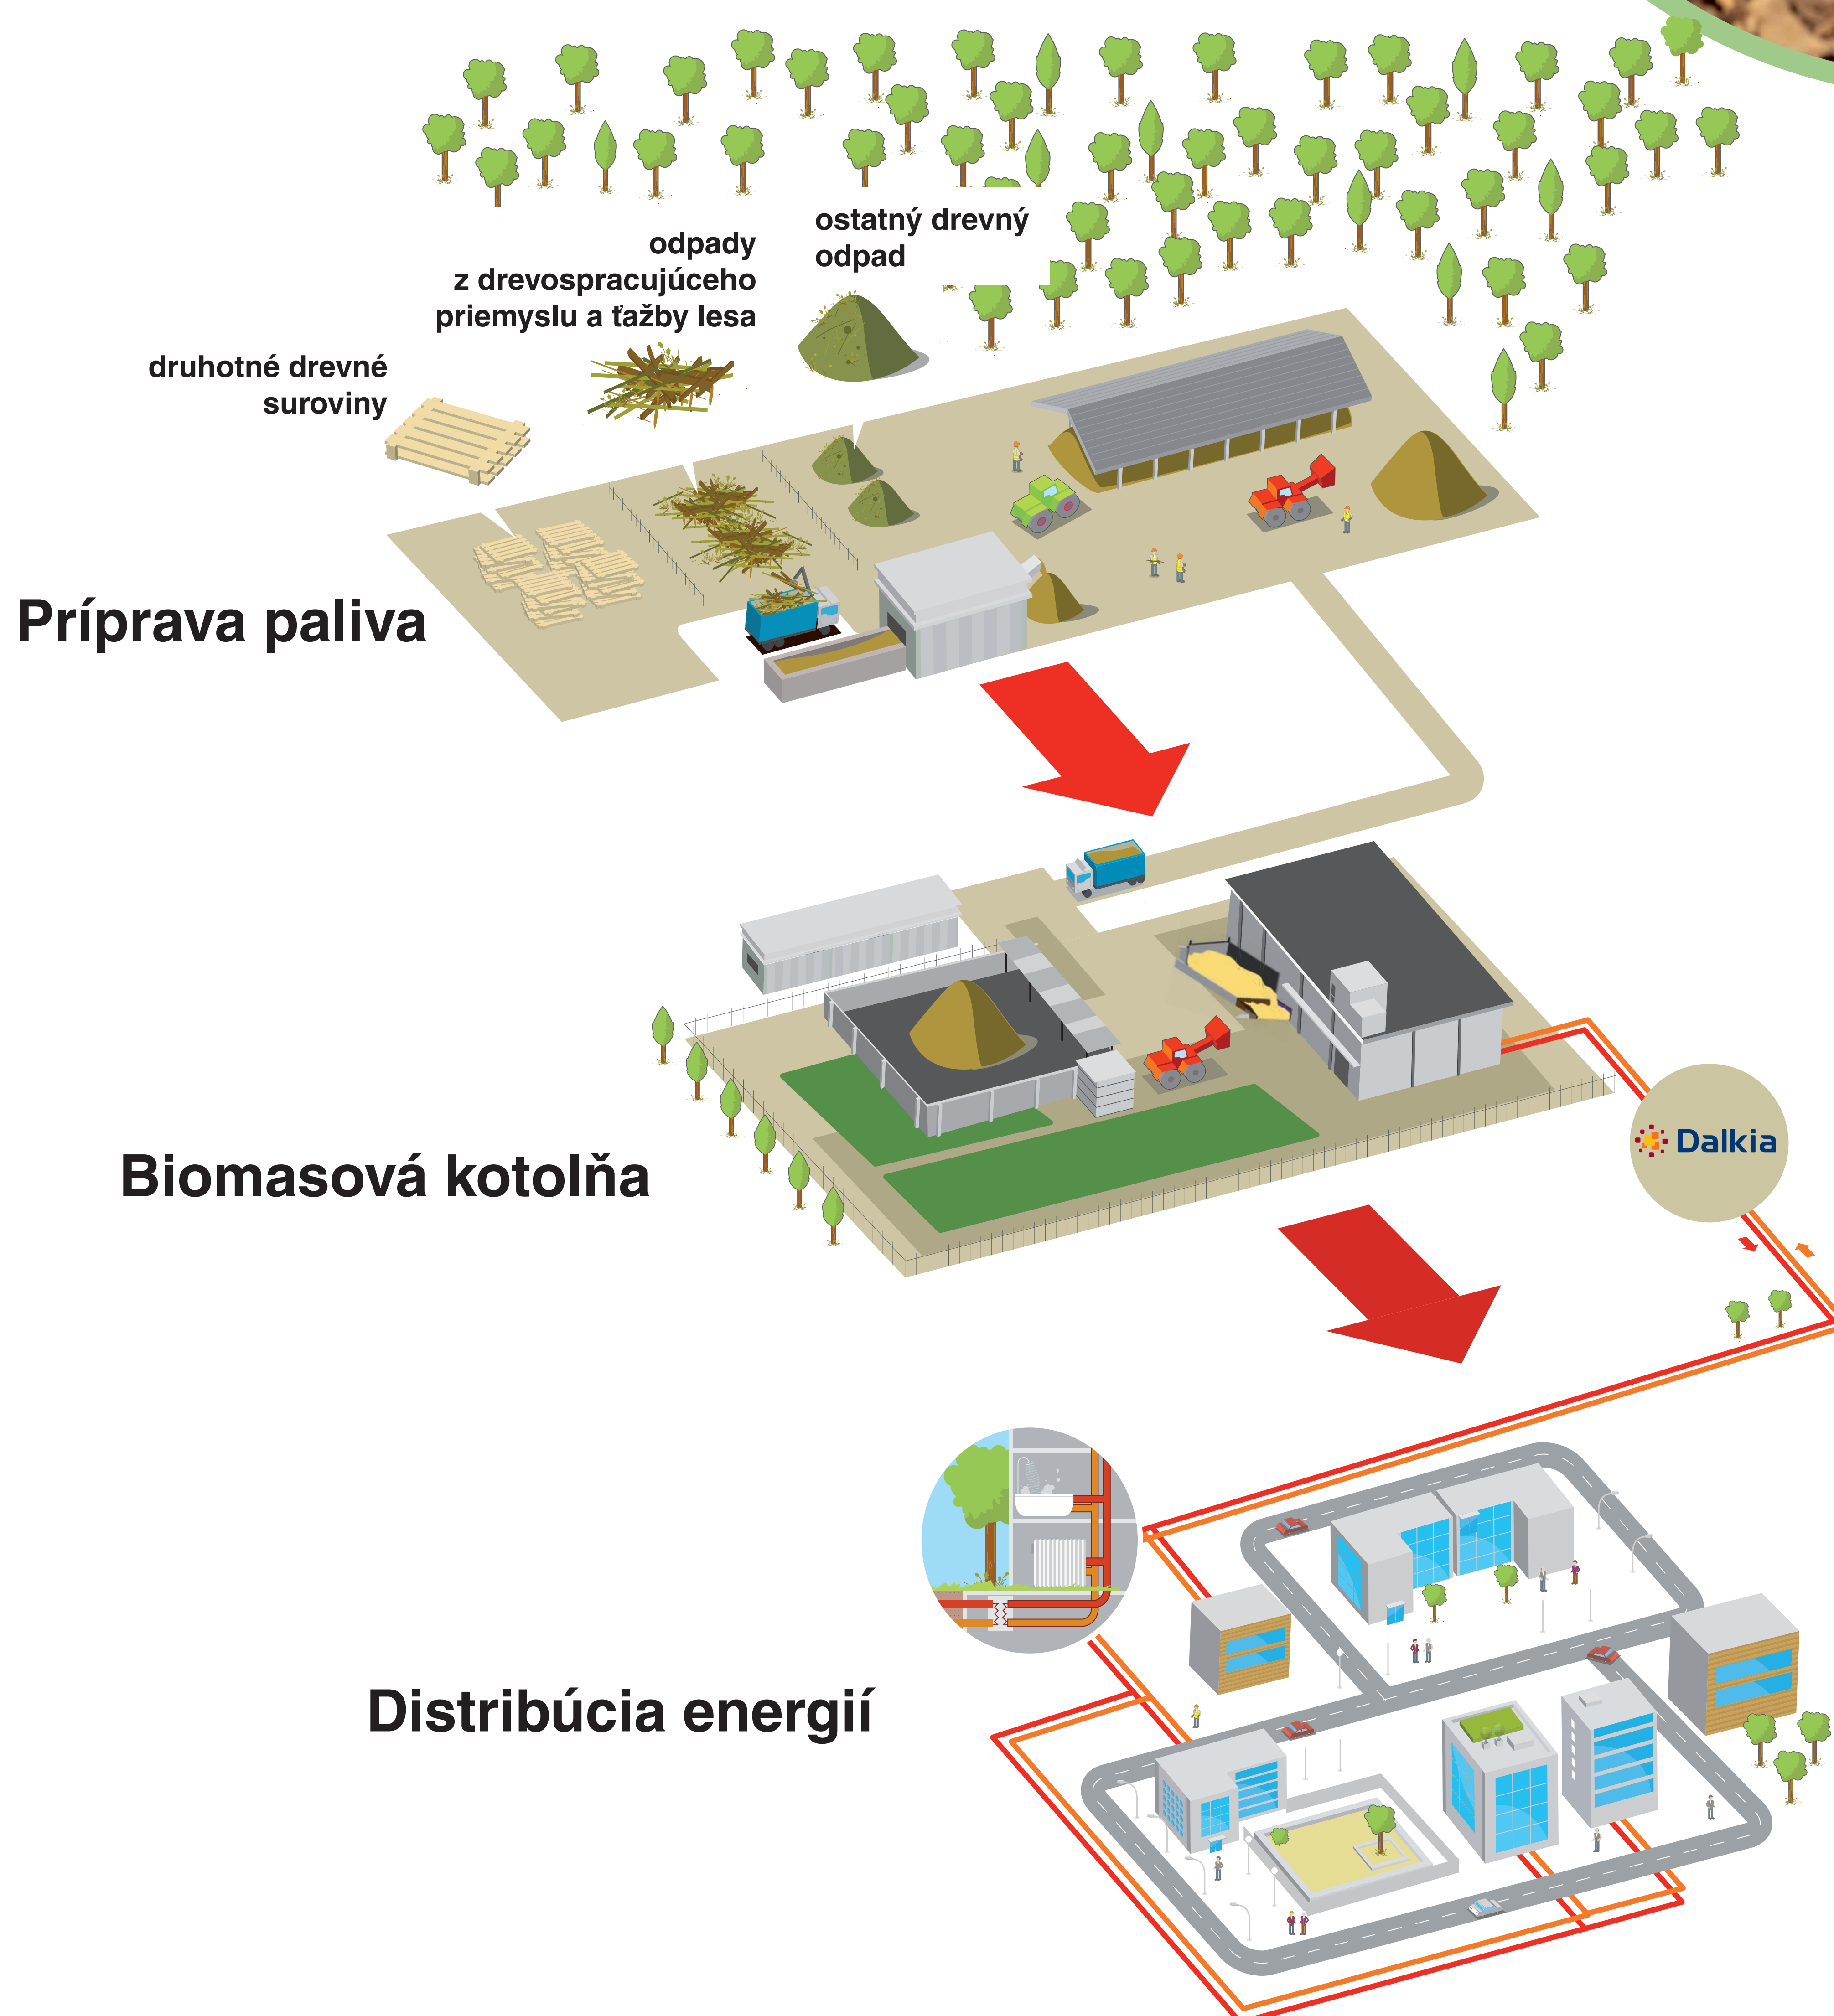 ostatný drevný
odpad
odpady
z drevospracujúceho
priemyslu a ťažby lesa
druhotné drevné
suroviny
Príprava paliva
Biomasová kotolňa
Dalkia
Distribúcia energií